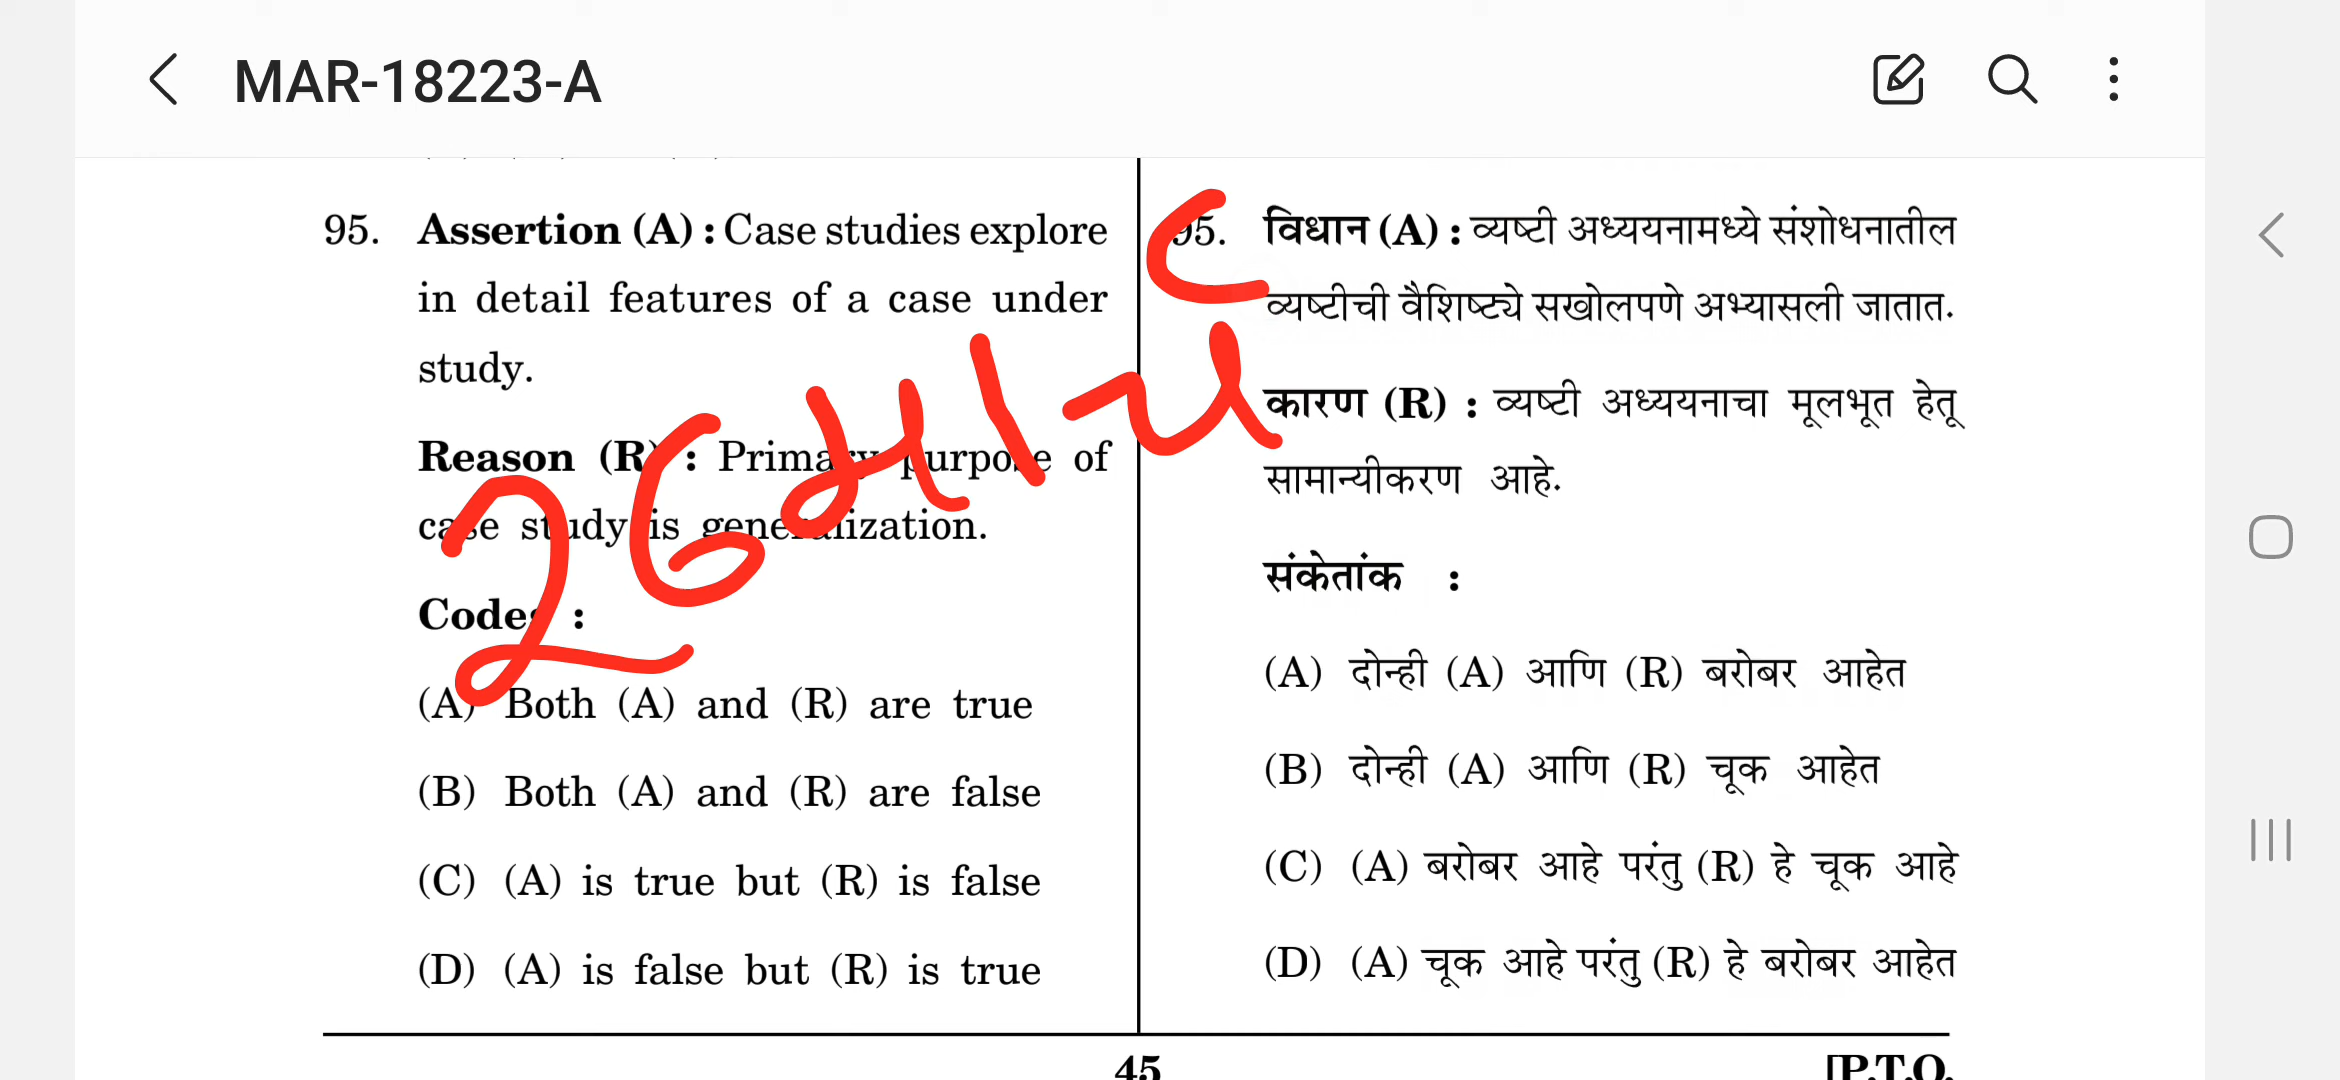 MAR-18223-A
95. Assertion (A) : Case studies explore
in detail features of a case under
study.
Reason (R) : Primary purpose of
case study is generalization.
Codes :
(A) Both (A) and (R) are true
(B) Both (A) and (R) are false
(C) (A) is true but (R) is false
(D) (A) is false but (R) is true
95. विधान (A) : व्यष्टी अध्ययनामध्ये संशोधनातील
व्यष्टीची वैशिष्ट्ये सखोलपणे अभ्यासली जातात.
कारण (R) : व्यष्टी अध्ययनाचा मूलभूत हेतू
सामान्यीकरण आहे.
संकेतांक :
(A) दोन्ही (A) आणि (R) बरोबर आहेत
(B) दोन्ही (A) आणि (R) चूक आहेत
(C) (A) बरोबर आहे परंतु (R) हे चूक आहे
(D) (A) चूक आहे परंतु (R) हे बरोबर आहेत
45
[P.T.O.